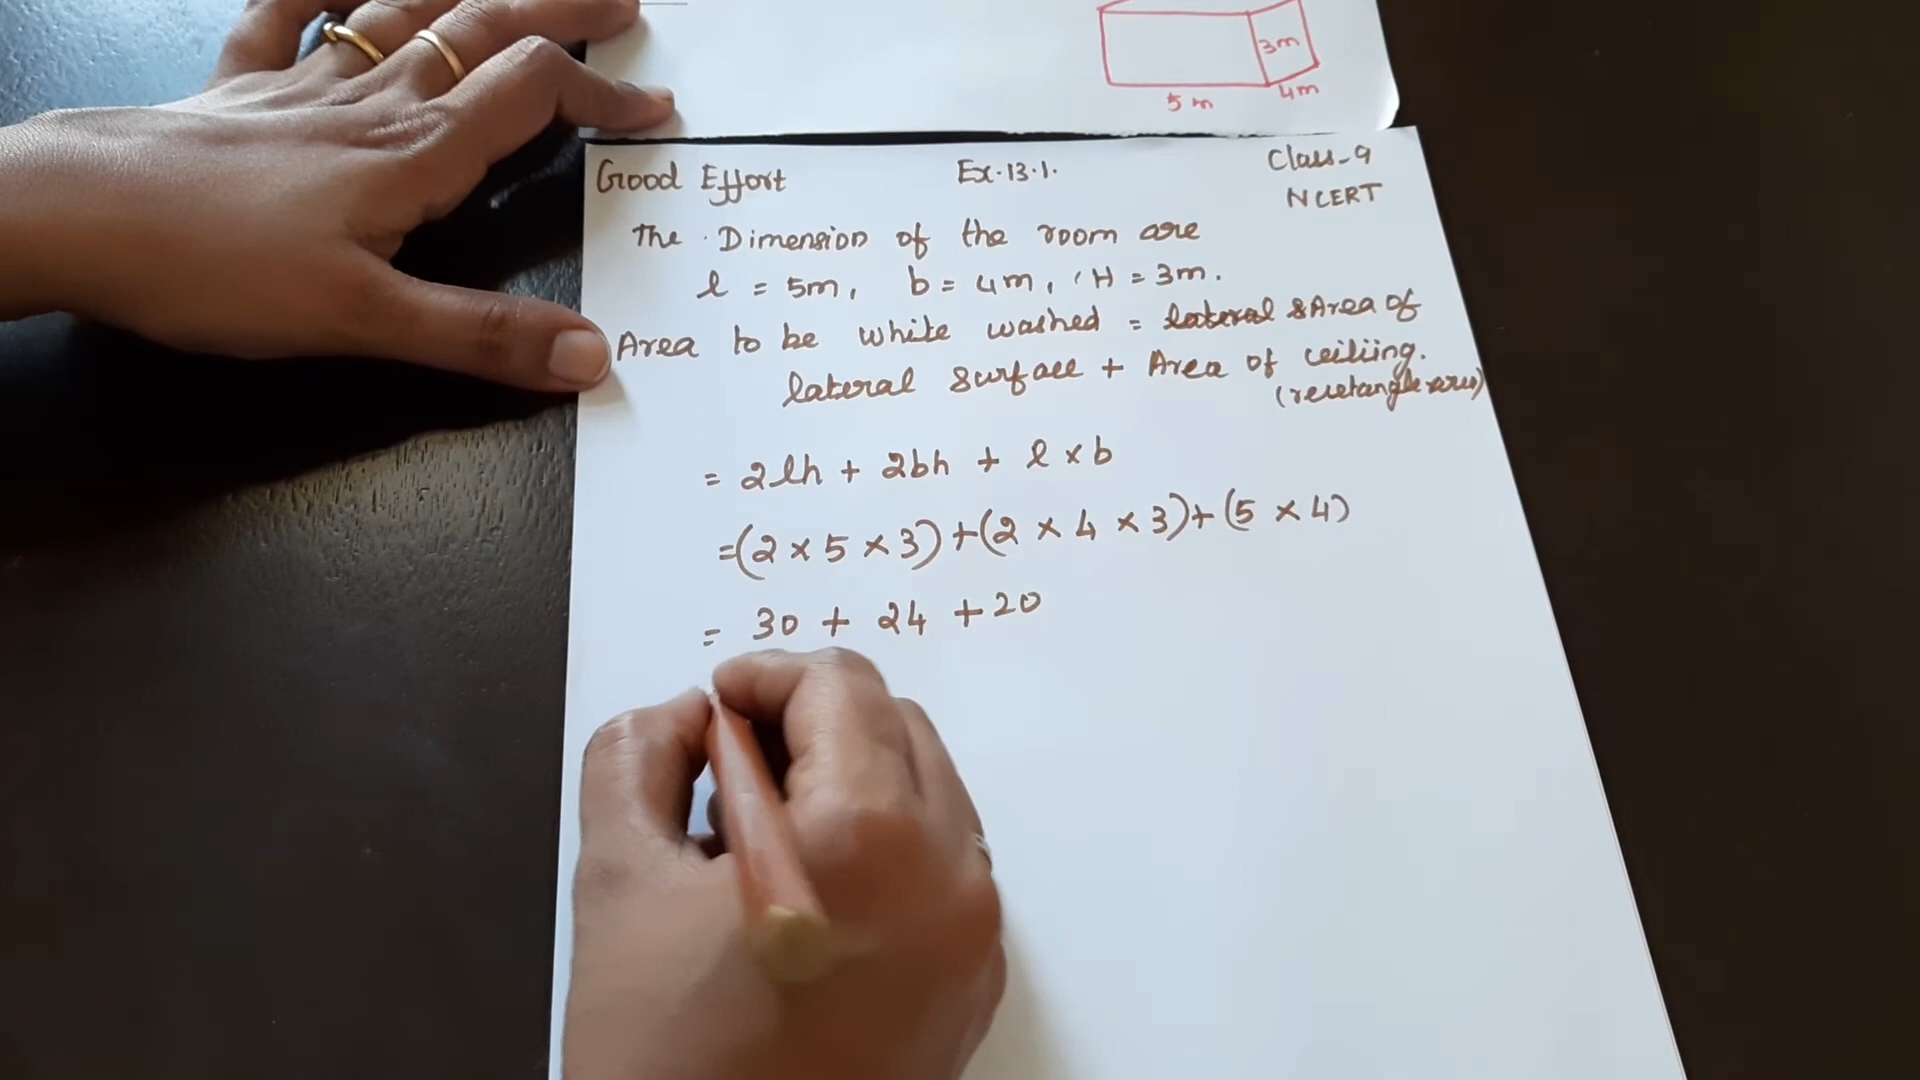 3m
5 m
4m
Good Effort Ex.13.1. Class-9
NCERT
The Dimension of the room are
l = 5m, b = 4m, H = 3m.
Area to be white washed = lateral &Area of
lateral surface + Area of ceiling.
(rectangle area)
= 2lh + 2bh + l × b
=(2 × 5 × 3)+(2 × 4 × 3)+(5 × 4)
= 30 + 24 +20